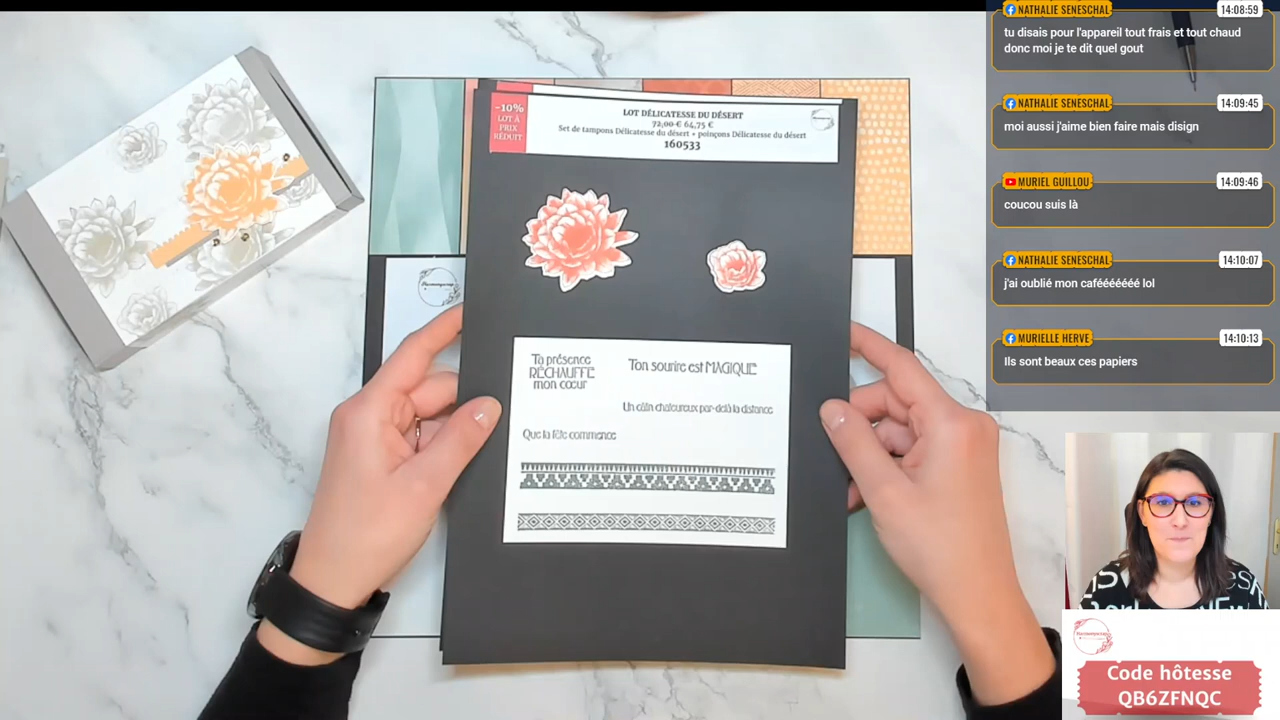 -10%
LOT À
PRIX
RÉDUIT
LOT DÉLICATESSE DU DÉSERT
72,00 € 64,75 €
Set de tampons Délicatesse du désert + poinçons Délicatesse du désert
160533
Ta présence
RÉCHAUFFE
mon cœur
Ton sourire est MAGIQUE
Un câlin chaleureux par-delà la distance
Que la fête commence
NATHALIE SENESCHAL 14:08:59
tu disais pour l'appareil tout frais et tout chaud
donc moi je te dit quel gout
NATHALIE SENESCHAL 14:09:45
moi aussi j'aime bien faire mais disign
MURIEL GUILLOU 14:09:46
coucou suis là
NATHALIE SENESCHAL 14:10:07
j'ai oublié mon caféééééééé lol
MURIELLE HERVE 14:10:13
Ils sont beaux ces papiers
Code hôtesse
QB6ZFNQC